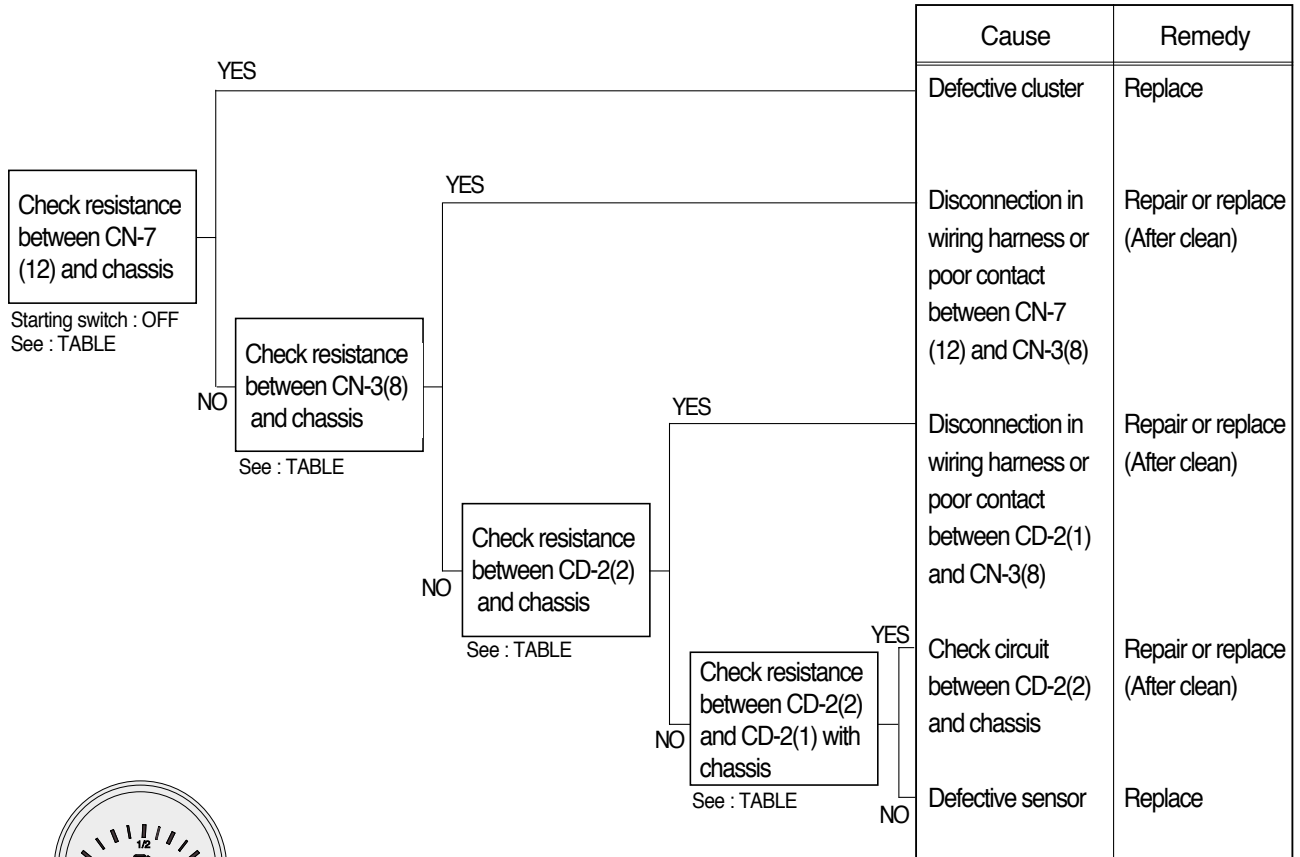 Cause
Remedy
YES
Defective cluster
Replace
Check resistance
between CN-7
(12) and chassis
Starting switch : OFF
See : TABLE
YES
Disconnection in
wiring harness or
poor contact
between CN-7
(12) and CN-3(8)
Repair or replace
(After clean)
NO
Check resistance
between CN-3(8)
and chassis
See : TABLE
YES
Disconnection in
wiring harness or
poor contact
between CD-2(1)
and CN-3(8)
Repair or replace
(After clean)
NO
Check resistance
between CD-2(2)
and chassis
See : TABLE
YES
Check circuit
between CD-2(2)
and chassis
Repair or replace
(After clean)
NO
Check resistance
between CD-2(2)
and CD-2(1) with
chassis
See : TABLE
NO
Defective sensor
Replace
1/2